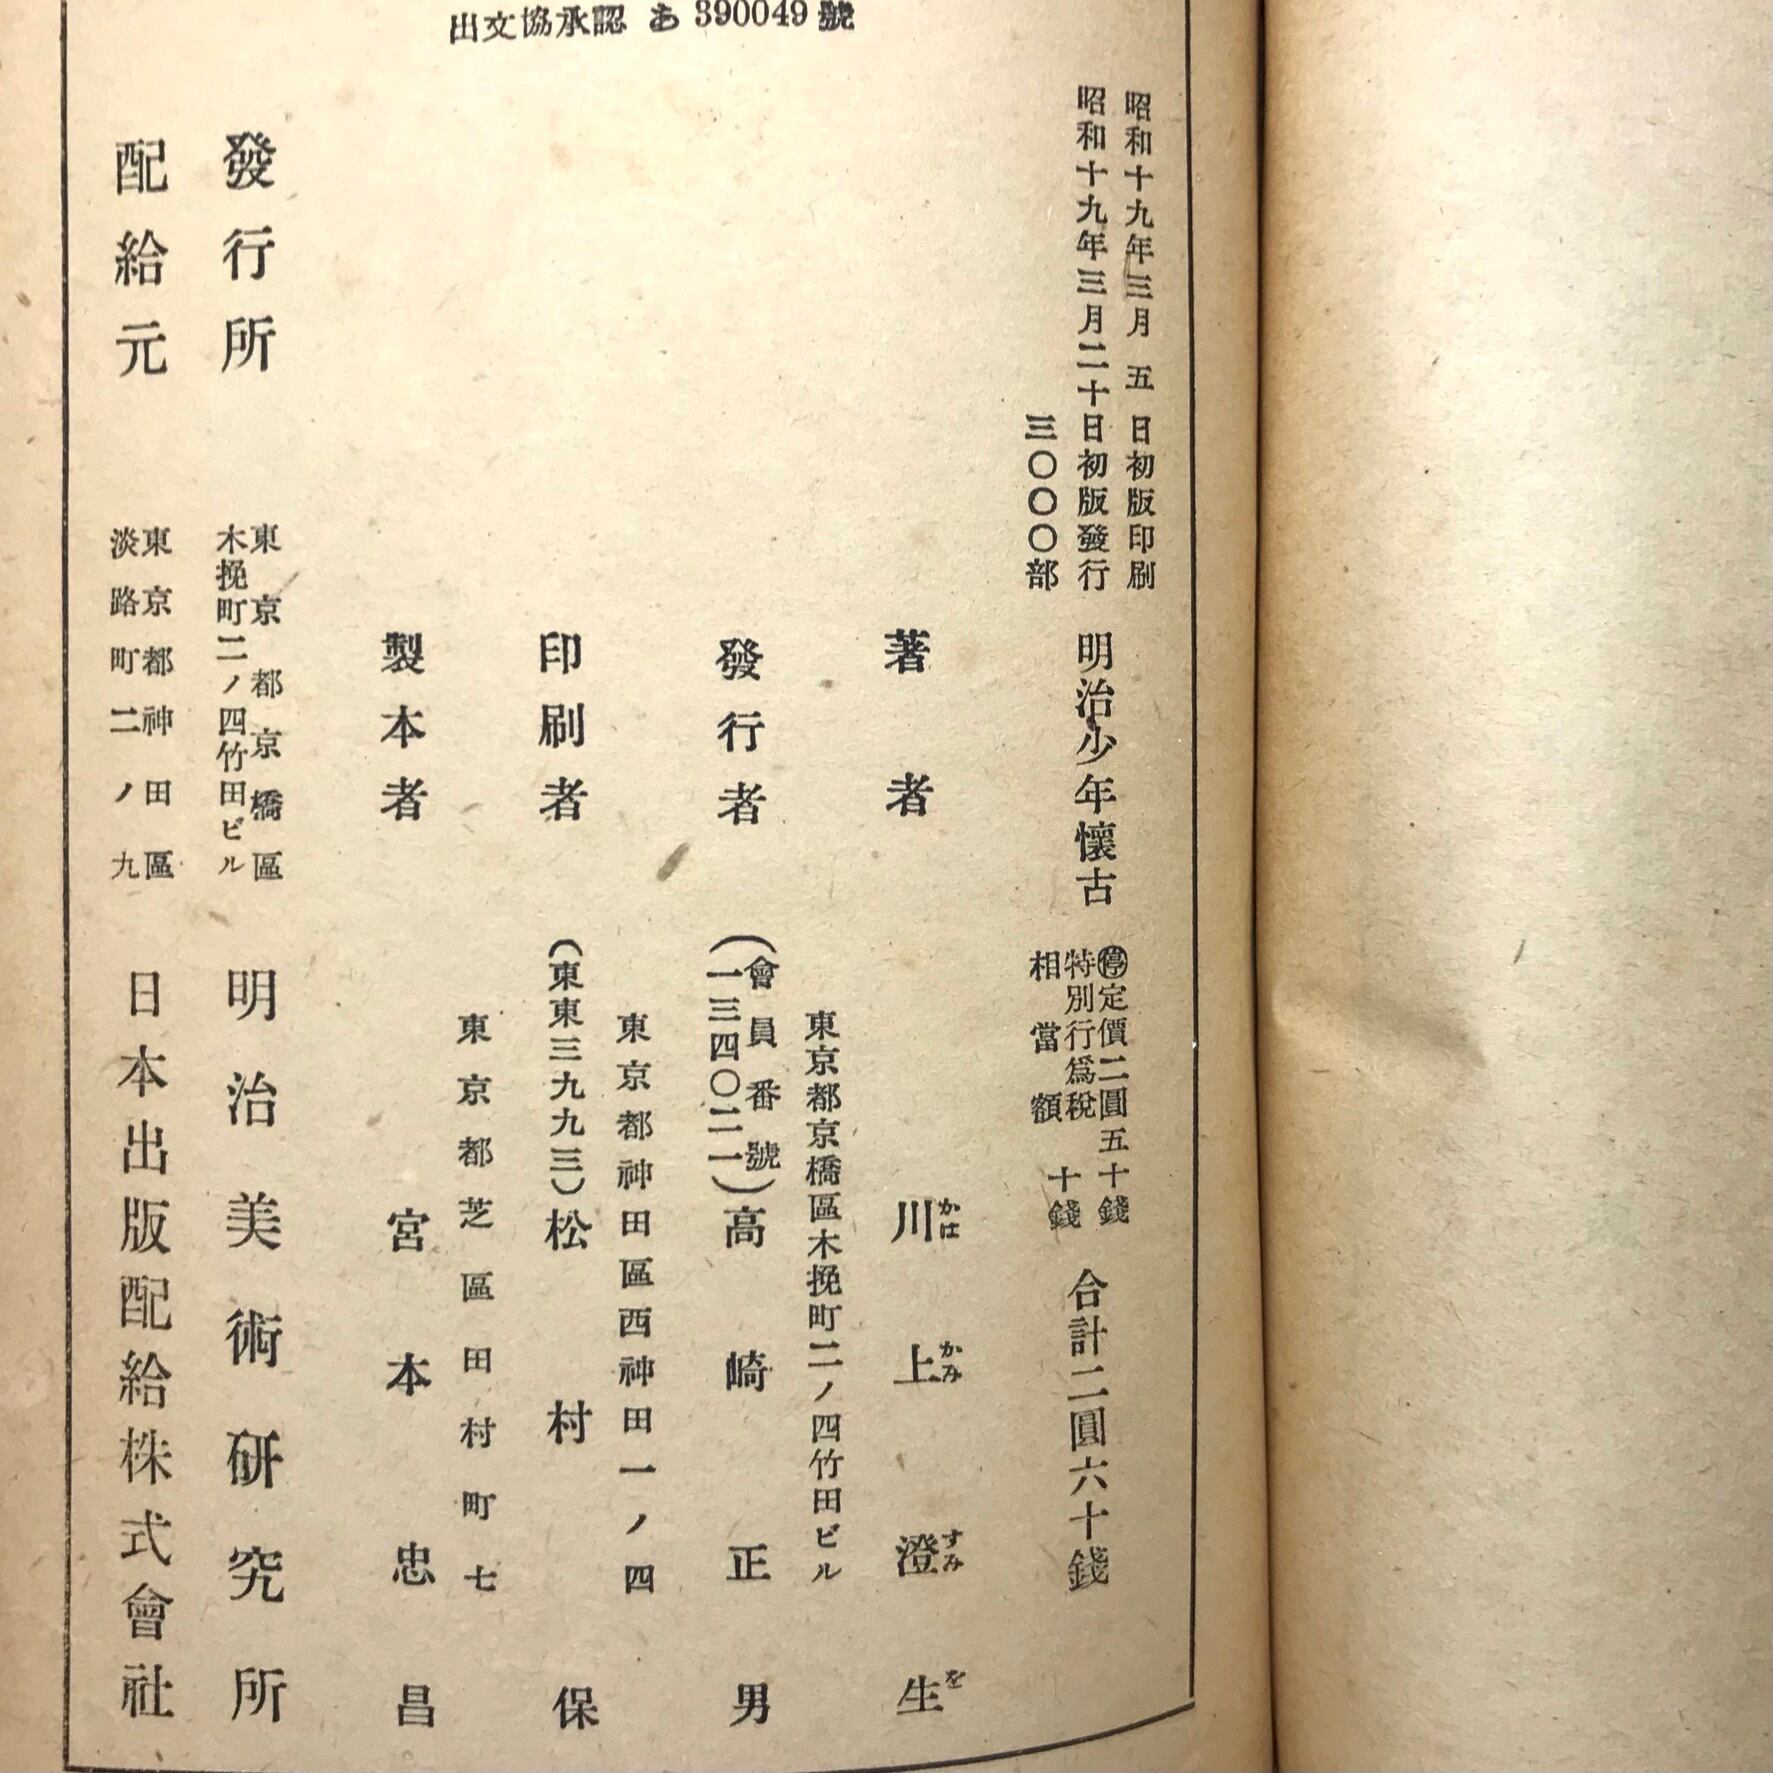 出文協承認 あ 390049 號
昭和十九年三月 五 日初版印刷
昭和十九年三月二十日初版發行
三〇〇〇部
明治少年懷古
停定價二圓五十錢
特別行爲稅
相當額 十錢
合計二圓六十錢
著者 川上澄生
かは かみ すみ を
東京都京橋區木挽町二ノ四竹田ビル
發行者 高崎正男
(會員番號
一三四〇二一)
東京都神田區西神田一ノ四
印刷者 (東東三九九三)松村保
東京都芝區田村町七
製本者 宮本忠昌
發行所 東京都京橋區
木挽町二ノ四竹田ビル
明治美術研究所
配給元 東京都神田區
淡路町二ノ九
日本出版配給株式會社